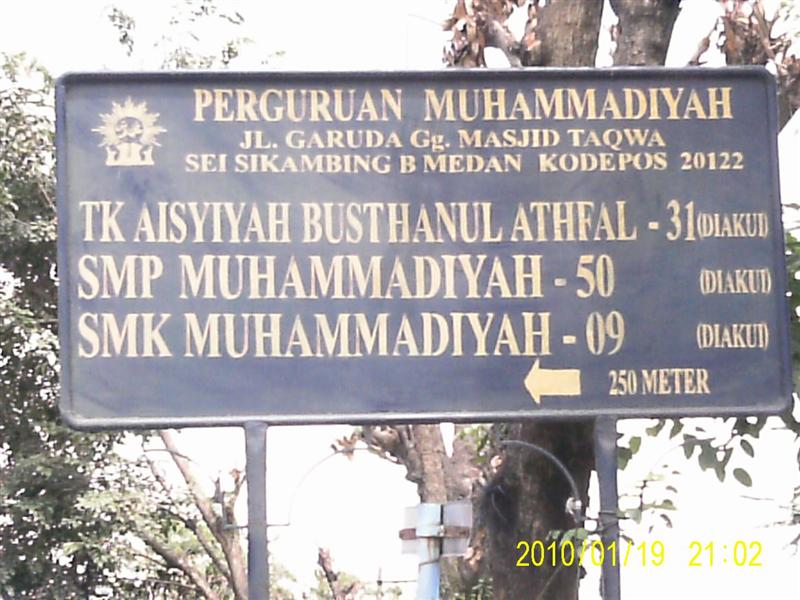 PERGURUAN MUHAMMADIYAH
JL. GARUDA Gg. MASJID TAQWA
SEI SIKAMBING B MEDAN KODEPOS 20122
TK AISYIYAH BUSTHANUL ATHFAL - 31 (DIAKUI)
SMP MUHAMMADIYAH - 50 (DIAKUI)
SMK MUHAMMADIYAH - 09 (DIAKUI)
250 METER
2010/01/19 21:02